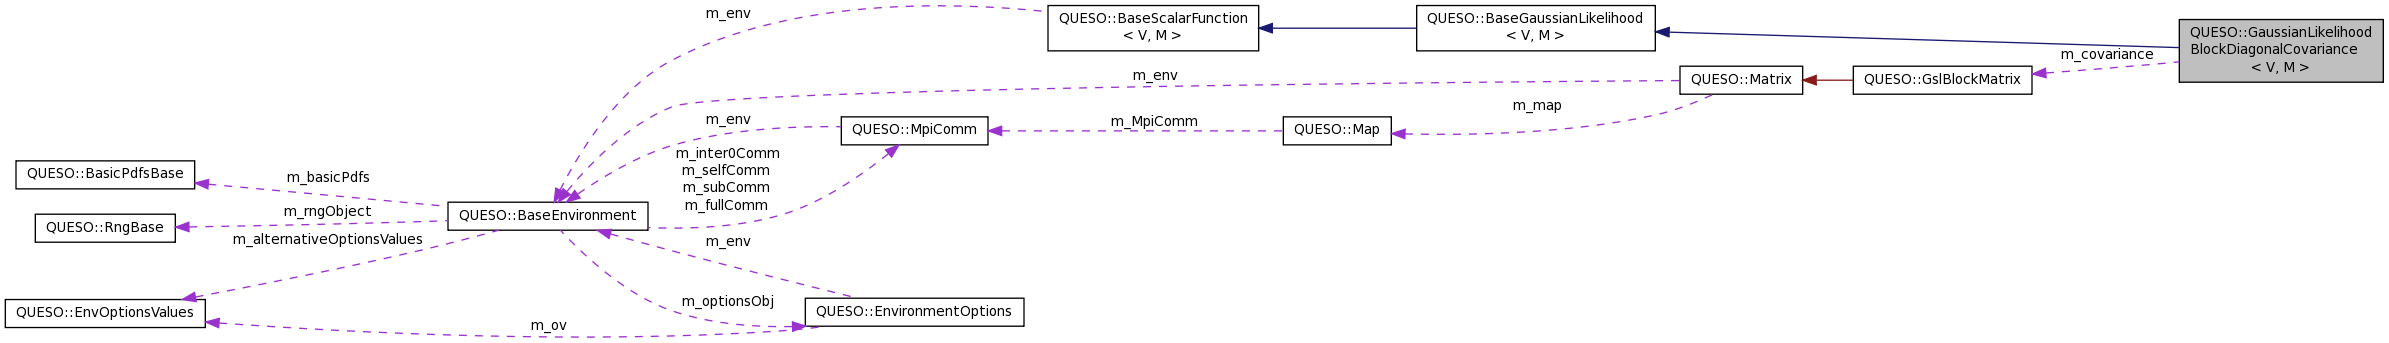 m_env
QUESO::BaseScalarFunction
< V, M >
QUESO::BaseGaussianLikelihood
< V, M >
QUESO::GaussianLikelihood
BlockDiagonalCovariance
< V, M >
m_covariance
m_env
QUESO::Matrix
QUESO::GslBlockMatrix
m_map
m_env
QUESO::MpiComm
m_MpiComm
QUESO::Map
m_inter0Comm
m_selfComm
m_subComm
m_fullComm
QUESO::BasicPdfsBase
m_basicPdfs
m_rngObject
QUESO::RngBase
QUESO::BaseEnvironment
m_alternativeOptionsValues
m_env
m_optionsObj
QUESO::EnvOptionsValues
QUESO::EnvironmentOptions
m_ov